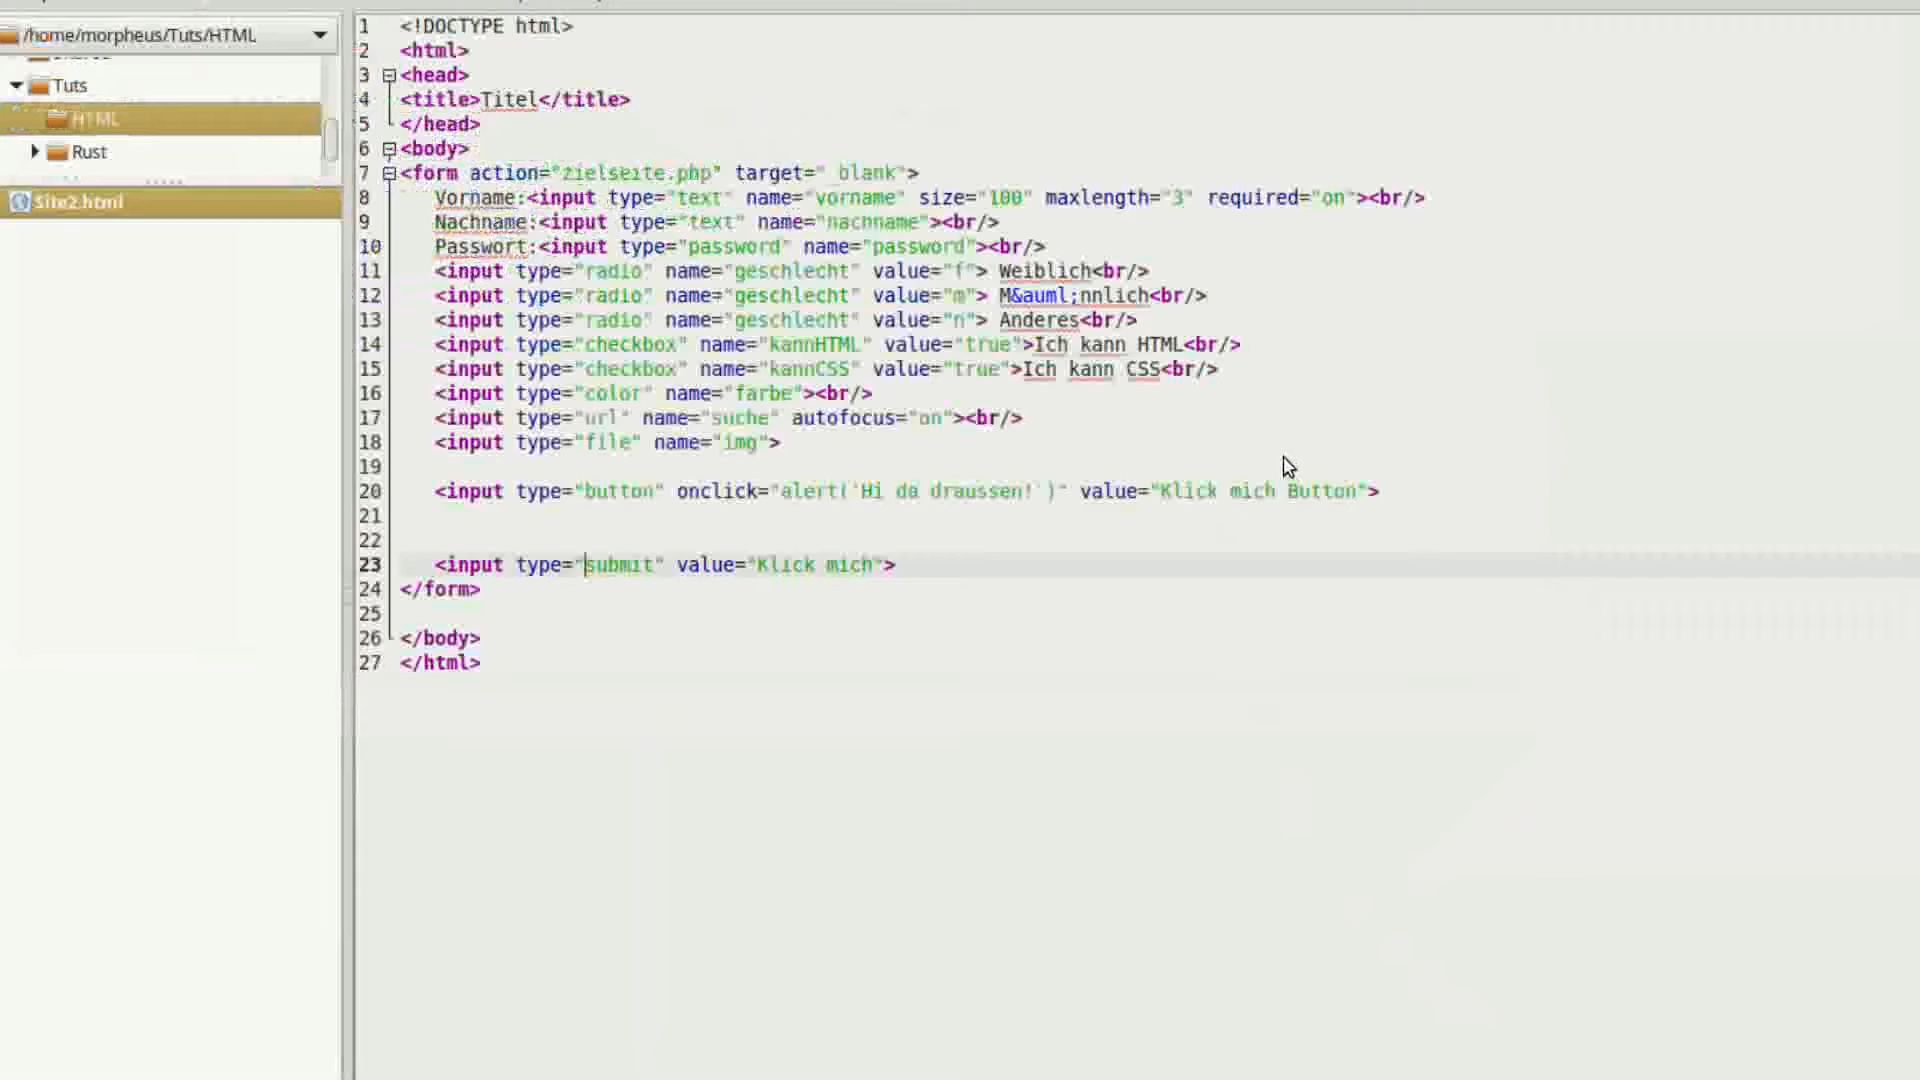 /home/morpheus/Tuts/HTML
Tuts
HTML
Rust
Site2.html
1 <!DOCTYPE html>
2 <html>
3 <head>
4 <title>Titel</title>
5 </head>
6 <body>
7 <form action="zielseite.php" target="_blank">
8 Vorname:<input type="text" name="vorname" size="100" maxlength="3" required="on"><br/>
9 Nachname:<input type="text" name="nachname"><br/>
10 Passwort:<input type="password" name="password"><br/>
11 <input type="radio" name="geschlecht" value="f"> Weiblich<br/>
12 <input type="radio" name="geschlecht" value="m"> M&auml;nnlich<br/>
13 <input type="radio" name="geschlecht" value="n"> Anderes<br/>
14 <input type="checkbox" name="kannHTML" value="true">Ich kann HTML<br/>
15 <input type="checkbox" name="kannCSS" value="true">Ich kann CSS<br/>
16 <input type="color" name="farbe"><br/>
17 <input type="url" name="suche" autofocus="on"><br/>
18 <input type="file" name="img">
19
20 <input type="button" onclick="alert('Hi da draussen!')" value="Klick mich Button">
21
22
23 <input type="submit" value="Klick mich">
24 </form>
25
26 </body>
27 </html>